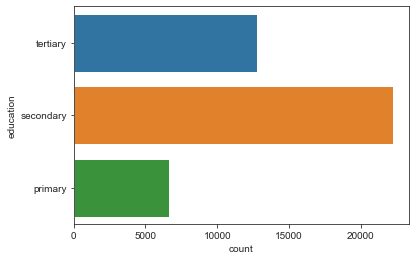 tertiary
secondary
primary
education
0 5000 10000 15000 20000
count